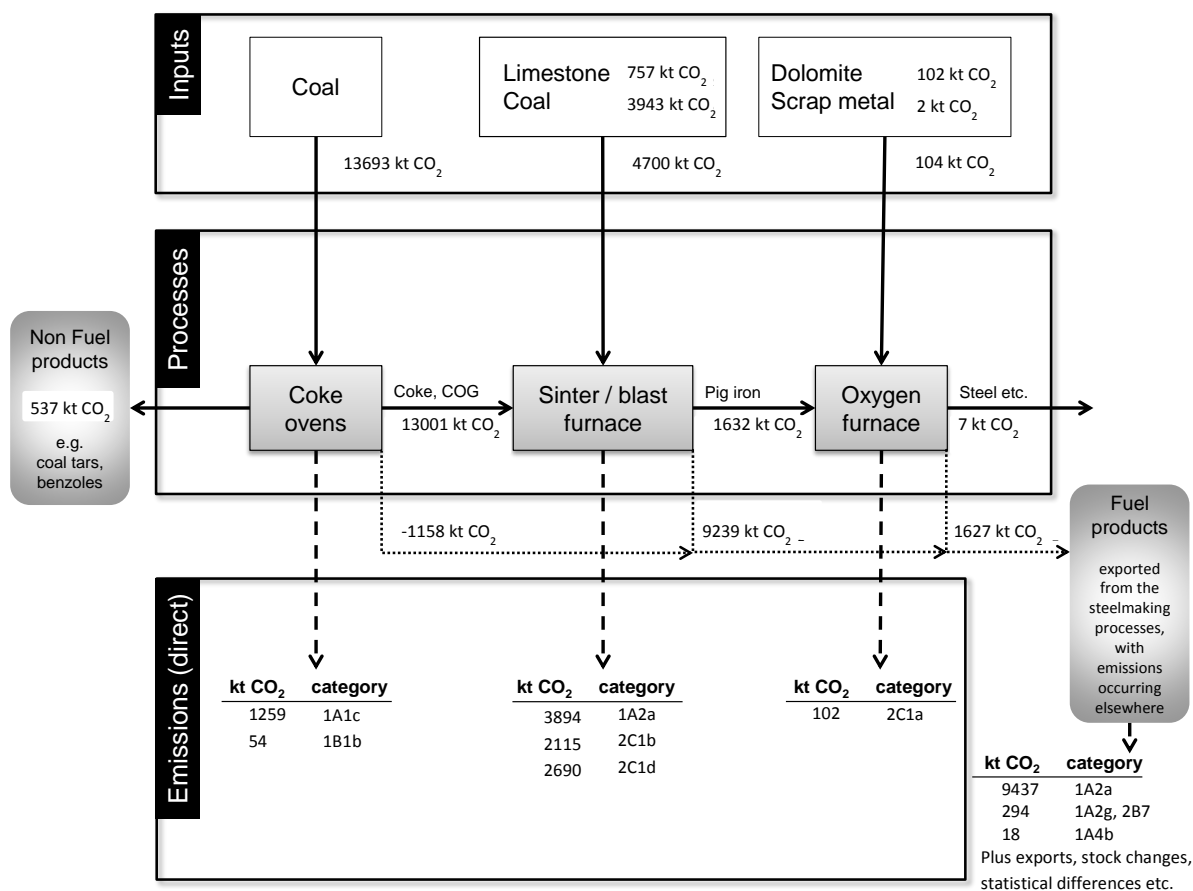 Inputs
Coal
Limestone 757 kt CO2
Coal 3943 kt CO2
Dolomite 102 kt CO2
Scrap metal 2 kt CO2
13693 kt CO2
4700 kt CO2
104 kt CO2
Processes
Non Fuel
products
537 kt CO2
e.g.
coal tars,
benzoles
Coke
ovens
Coke, COG
13001 kt CO2
Sinter / blast
furnace
Pig iron
1632 kt CO2
Oxygen
furnace
Steel etc.
7 kt CO2
-1158 kt CO2
9239 kt CO2 –
1627 kt CO2 –
Fuel
products
exported
from the
steelmaking
processes,
with
emissions
occurring
elsewhere
Emissions (direct)
kt CO2 category
1259 1A1c
54 1B1b
kt CO2 category
3894 1A2a
2115 2C1b
2690 2C1d
kt CO2 category
102 2C1a
kt CO2 category
9437 1A2a
294 1A2g, 2B7
18 1A4b
Plus exports, stock changes,
statistical differences etc.